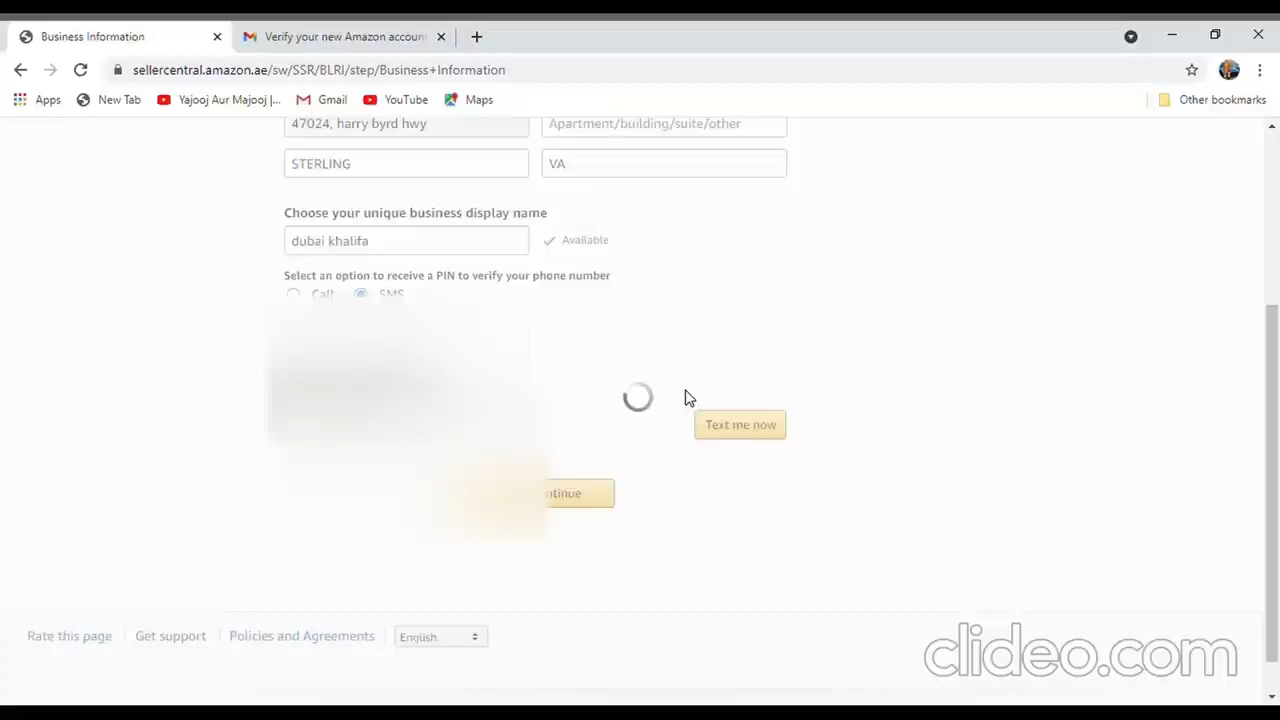 Business Information
Verify your new Amazon accoun
sellercentral.amazon.ae/sw/SSR/BLRI/step/Business+Information
Apps New Tab Yajooj Aur Majooj |... Gmail YouTube Maps Other bookmarks
47024, harry byrd hwy Apartment/building/suite/other
STERLING VA
Choose your unique business display name
dubai khalifa Available
Select an option to receive a PIN to verify your phone number
Call SMS
Text me now
ntinue
Rate this page Get support Policies and Agreements English
clideo.com